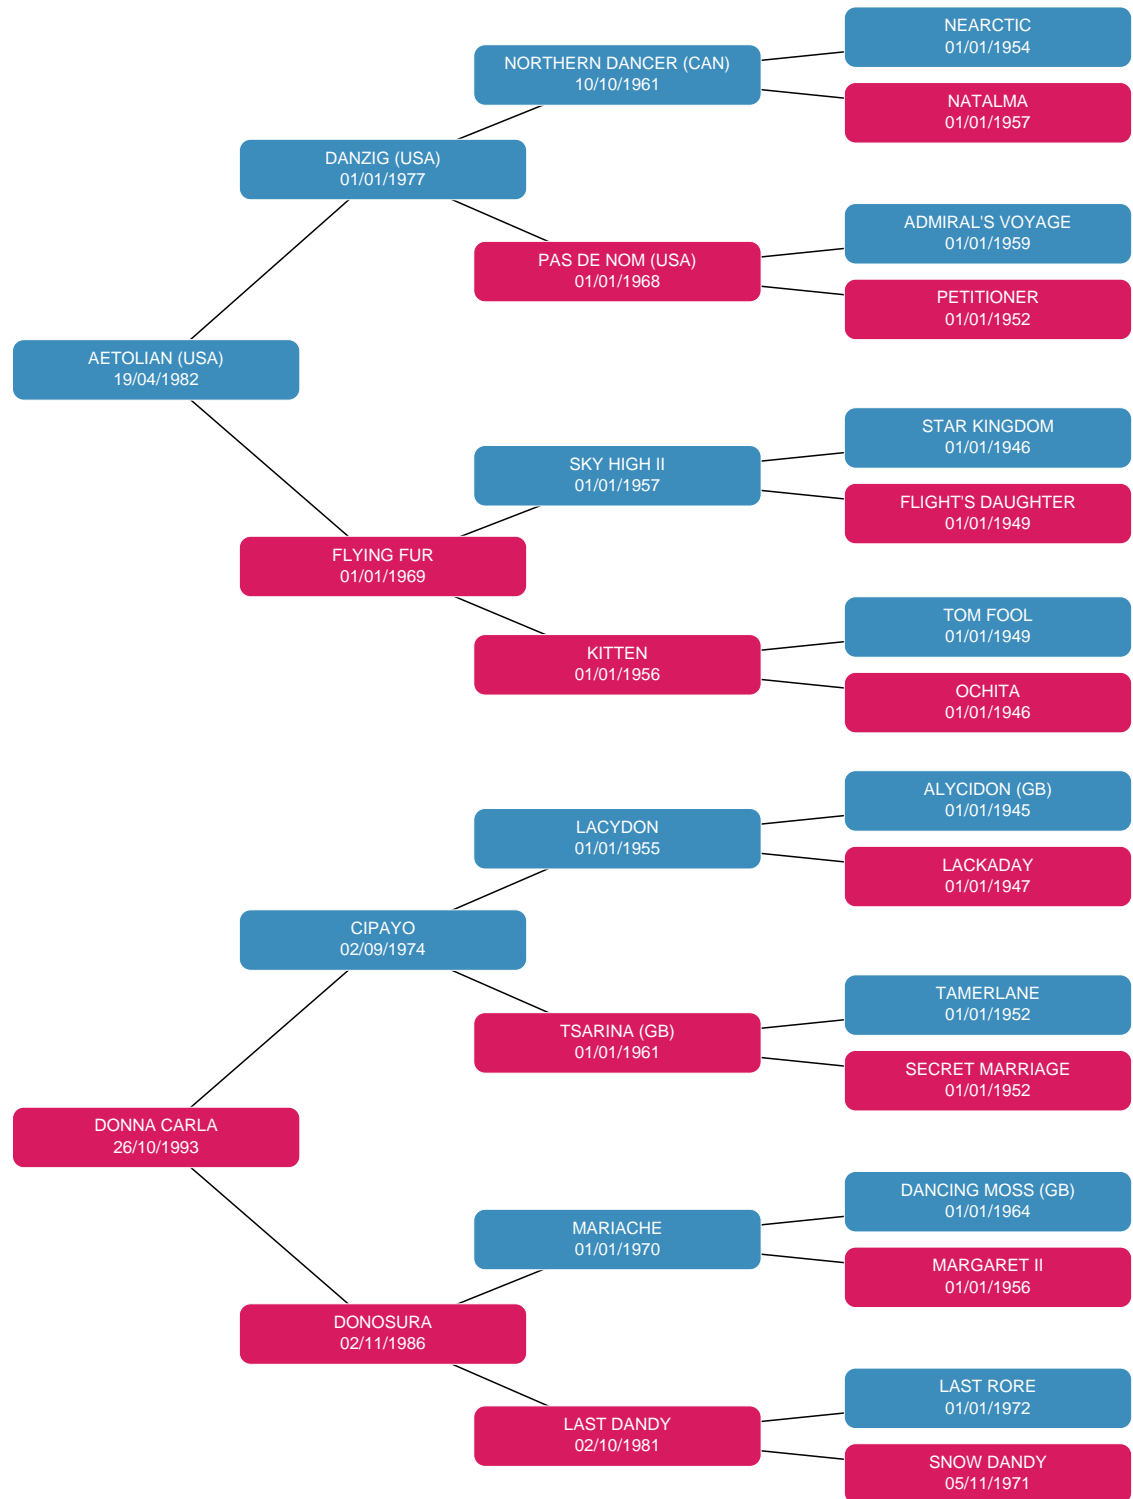 NEARCTIC
01/01/1954
NORTHERN DANCER (CAN)
10/10/1961
NATALMA
01/01/1957
DANZIG (USA)
01/01/1977
ADMIRAL'S VOYAGE
01/01/1959
PAS DE NOM (USA)
01/01/1968
PETITIONER
01/01/1952
AETOLIAN (USA)
19/04/1982
STAR KINGDOM
01/01/1946
SKY HIGH II
01/01/1957
FLIGHT'S DAUGHTER
01/01/1949
FLYING FUR
01/01/1969
TOM FOOL
01/01/1949
KITTEN
01/01/1956
OCHITA
01/01/1946
ALYCIDON (GB)
01/01/1945
LACYDON
01/01/1955
LACKADAY
01/01/1947
CIPAYO
02/09/1974
TAMERLANE
01/01/1952
TSARINA (GB)
01/01/1961
SECRET MARRIAGE
01/01/1952
DONNA CARLA
26/10/1993
DANCING MOSS (GB)
01/01/1964
MARIACHE
01/01/1970
MARGARET II
01/01/1956
DONOSURA
02/11/1986
LAST RORE
01/01/1972
LAST DANDY
02/10/1981
SNOW DANDY
05/11/1971